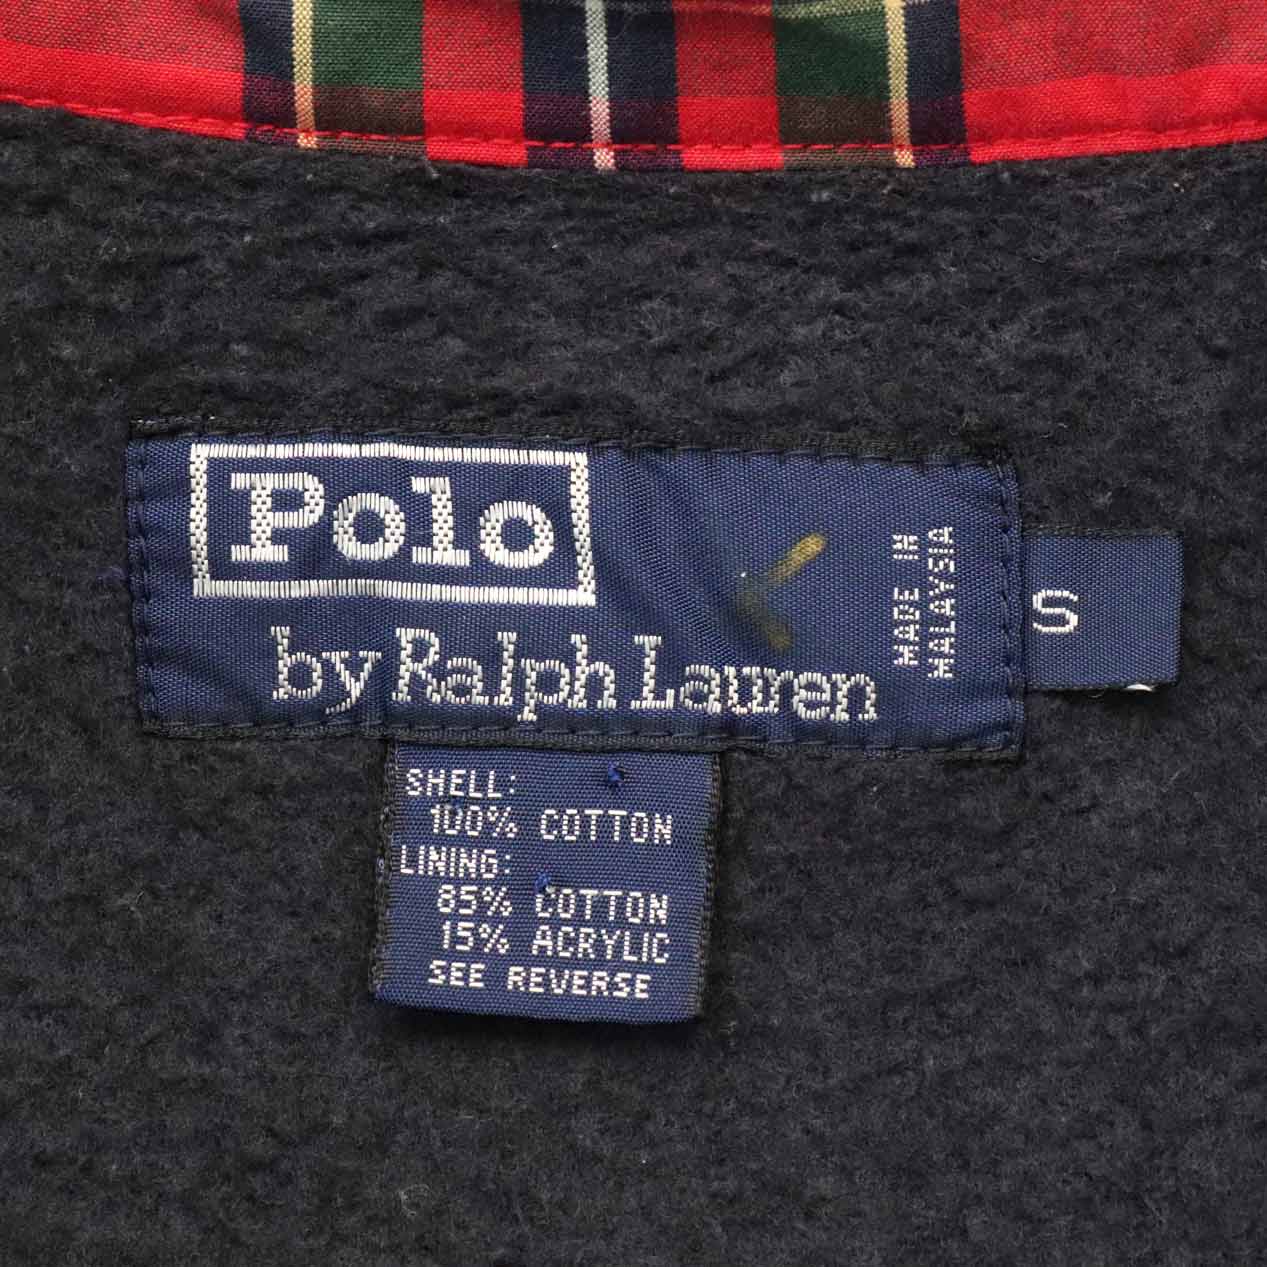 Polo
by Ralph Lauren
MADE IN
MALAYSIA
S
SHELL:
100% COTTON
LINING:
85% COTTON
15% ACRYLIC
SEE REVERSE